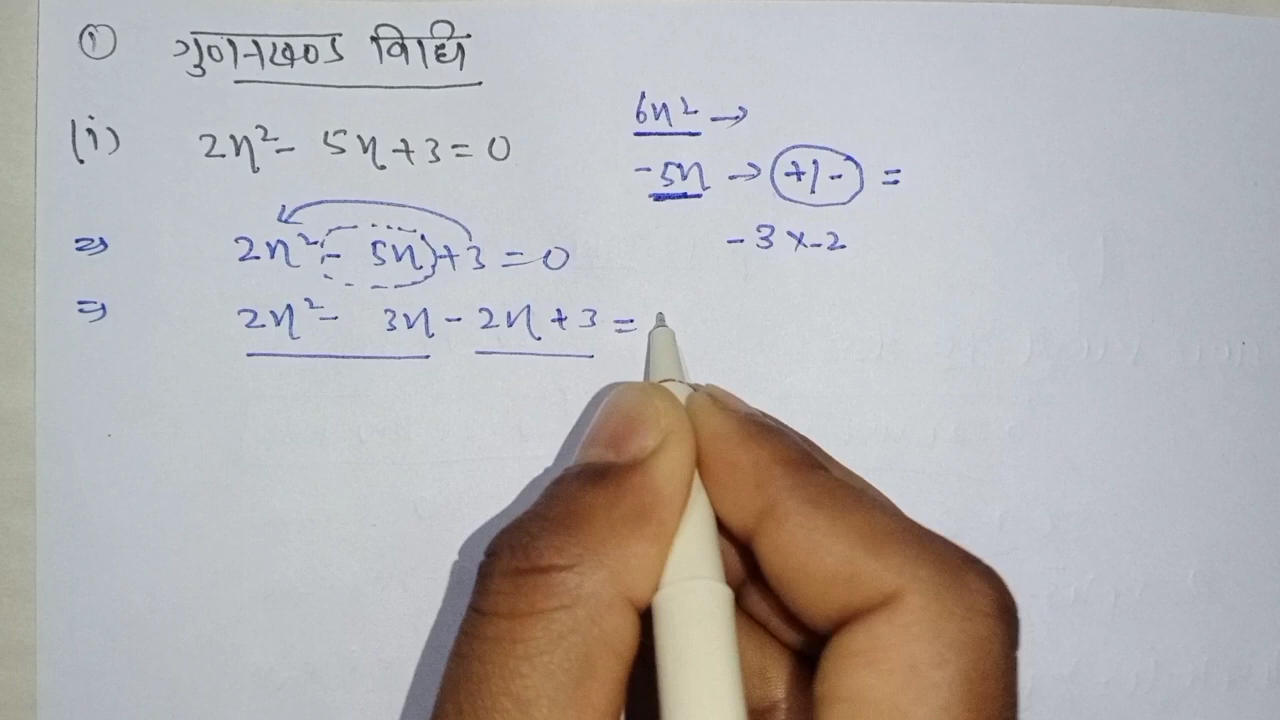 ① गुणनखण्ड विधि
(i) 2x² - 5x + 3 = 0
6x² →
-5x → (+/-) =
-3 x -2
⇒ 2x² - 5x + 3 = 0
⇒ 2x² - 3x - 2x + 3 =